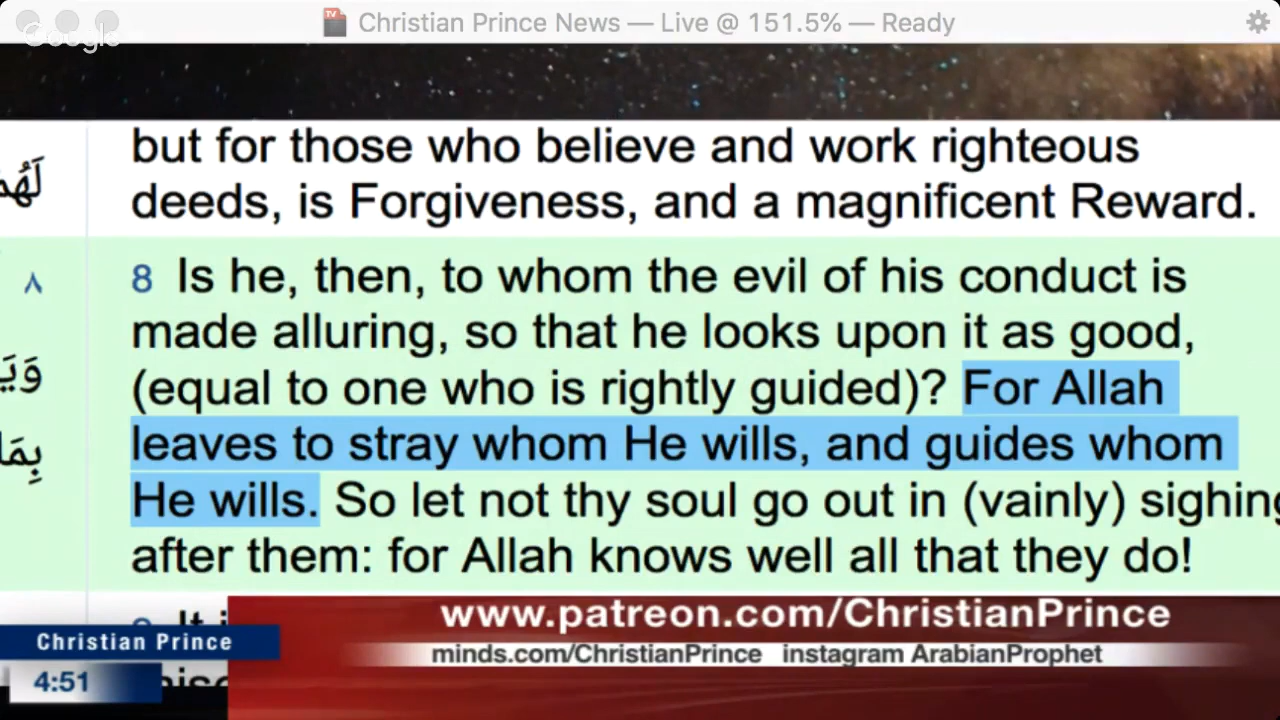 Christian Prince News — Live @ 151.5% — Ready
Google
but for those who believe and work righteous
deeds, is Forgiveness, and a magnificent Reward.
٨
8 Is he, then, to whom the evil of his conduct is
made alluring, so that he looks upon it as good,
(equal to one who is rightly guided)? For Allah
leaves to stray whom He wills, and guides whom
He wills. So let not thy soul go out in (vainly) sighing
after them: for Allah knows well all that they do!
www.patreon.com/ChristianPrince
Christian Prince
minds.com/ChristianPrince instagram ArabianProphet
4:51